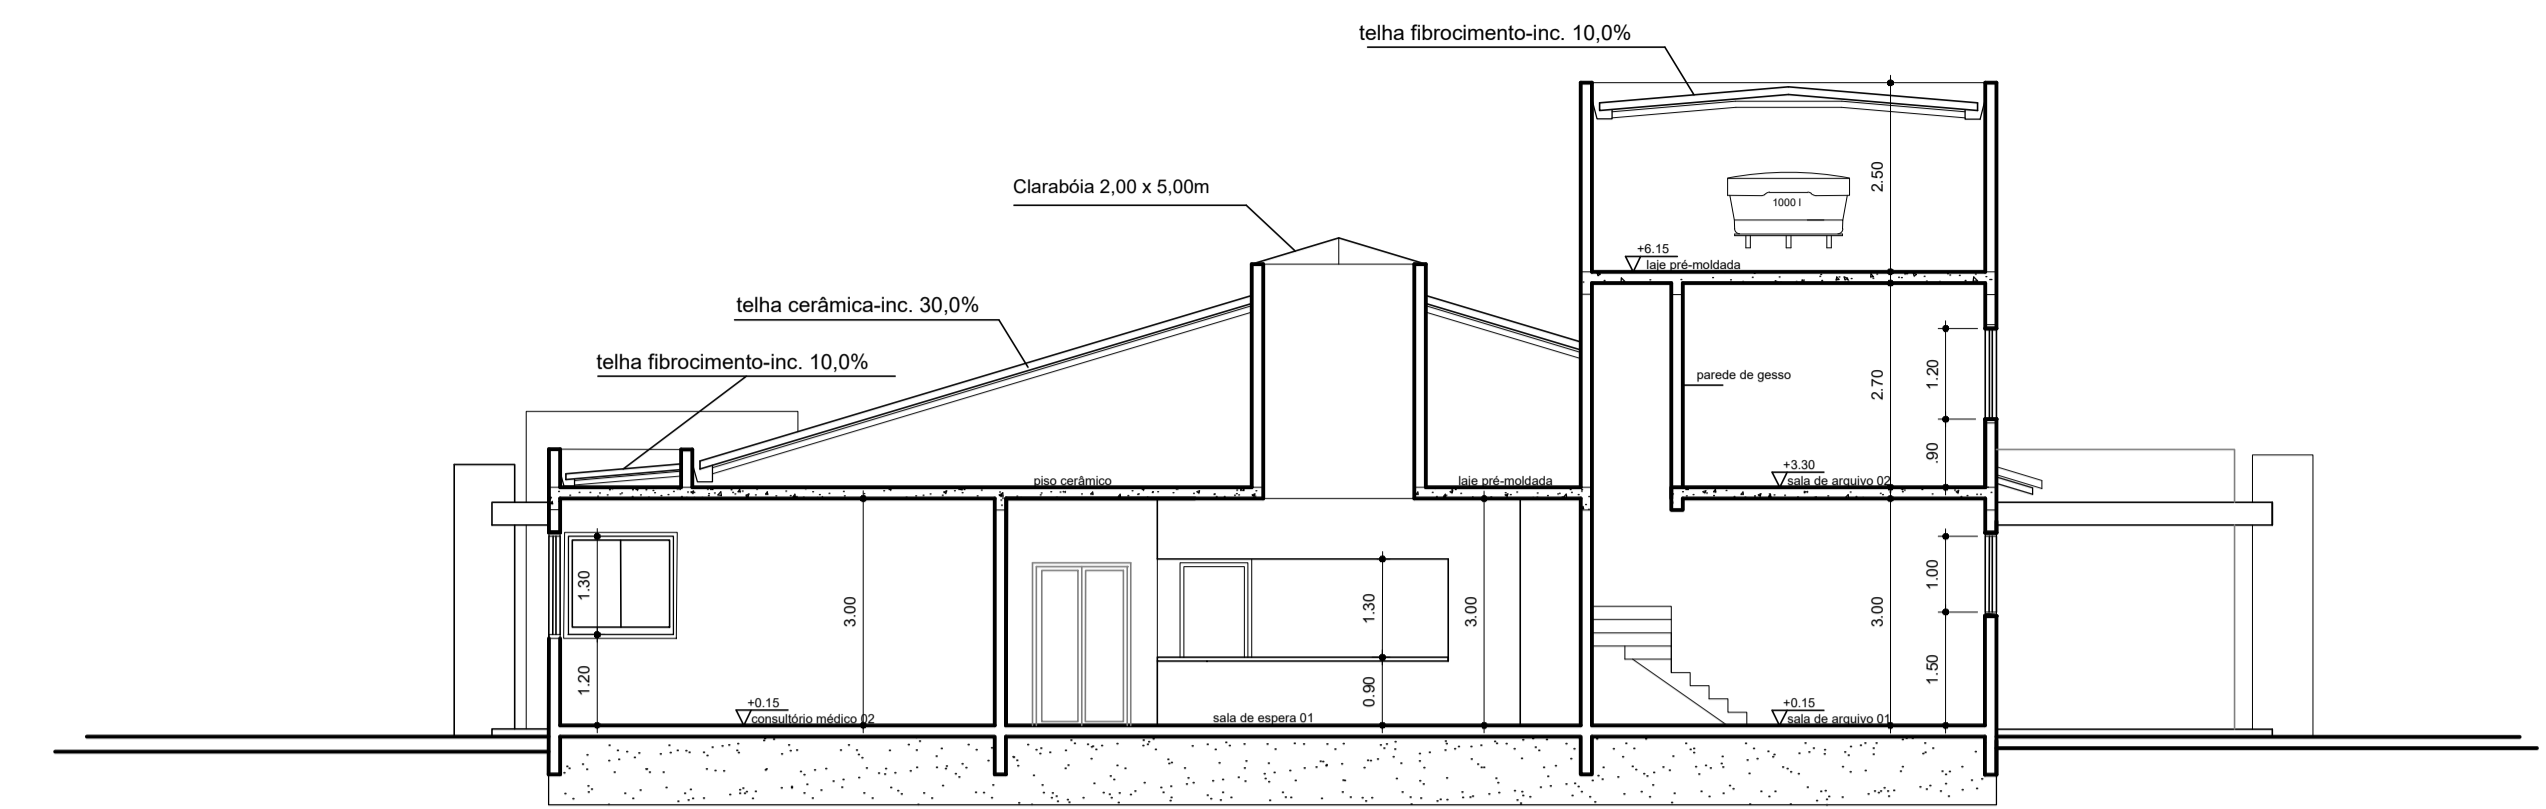 telha fibrocimento-inc. 10,0%
Clarabóia 2,00 x 5,00m
2.50
1000 l
+6.15
laje pré-moldada
telha cerâmica-inc. 30,0%
telha fibrocimento-inc. 10,0%
parede de gesso
2.70
1.20
.90
+3.30
sala de arquivo 02
piso cerâmico
laje pré-moldada
1.30
3.00
1.30
3.00
3.00
1.00
1.20
0.90
1.50
+0.15
consultório médico 02
sala de espera 01
+0.15
sala de arquivo 01